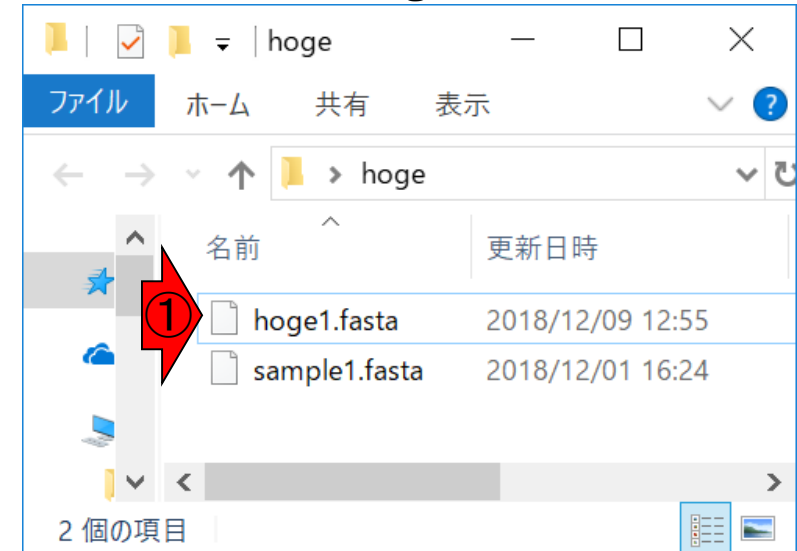 hoge
ファイル ホーム 共有 表示
hoge
名前 更新日時
① hoge1.fasta 2018/12/09 12:55
sample1.fasta 2018/12/01 16:24
2 個の項目